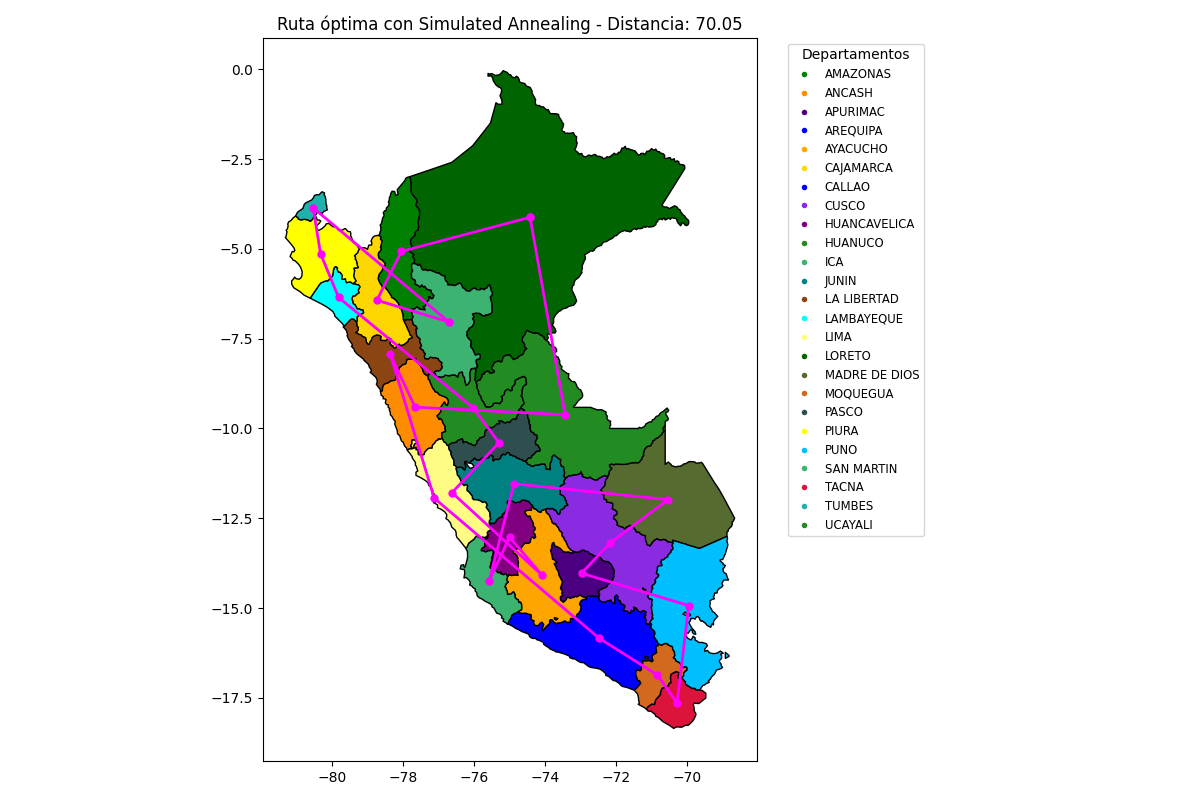 Ruta óptima con Simulated Annealing - Distancia: 70.05
Departamentos
AMAZONAS
ANCASH
APURIMAC
AREQUIPA
AYACUCHO
CAJAMARCA
CALLAO
CUSCO
HUANCAVELICA
HUANUCO
ICA
JUNIN
LA LIBERTAD
LAMBAYEQUE
LIMA
LORETO
MADRE DE DIOS
MOQUEGUA
PASCO
PIURA
PUNO
SAN MARTIN
TACNA
TUMBES
UCAYALI
0.0
−2.5
−5.0
−7.5
−10.0
−12.5
−15.0
−17.5
−80 −78 −76 −74 −72 −70